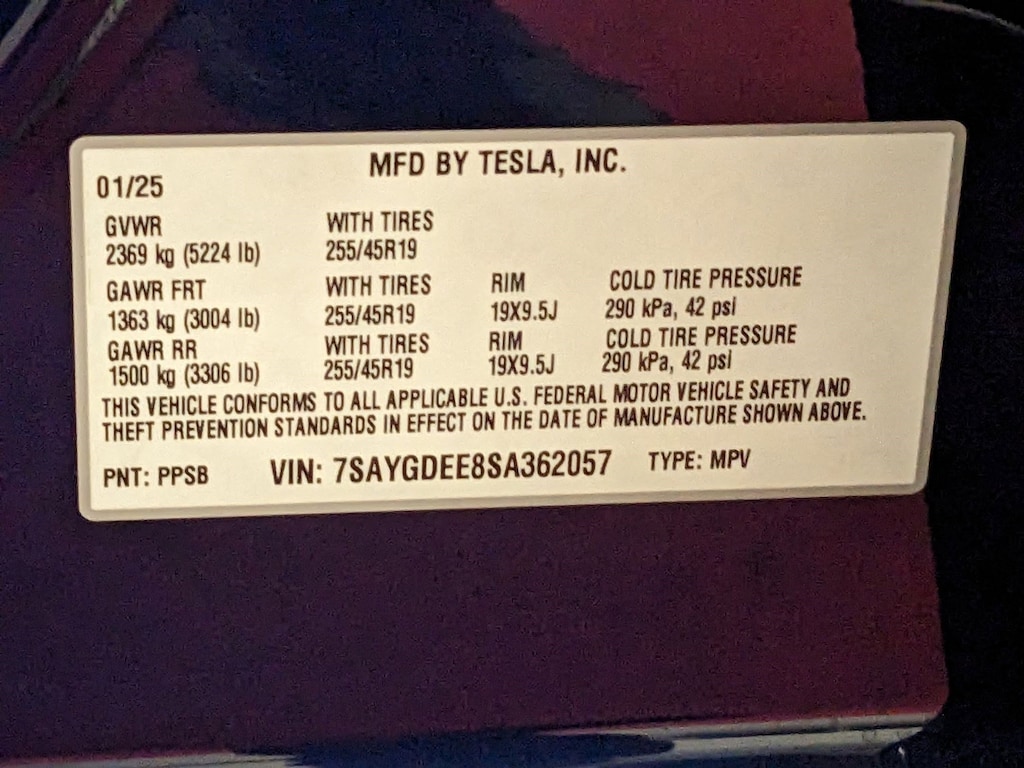 MFD BY TESLA, INC.
01/25
GVWR WITH TIRES
2369 kg (5224 lb) 255/45R19
GAWR FRT WITH TIRES RIM COLD TIRE PRESSURE
1363 kg (3004 lb) 255/45R19 19X9.5J 290 kPa, 42 psi
GAWR RR WITH TIRES RIM COLD TIRE PRESSURE
1500 kg (3306 lb) 255/45R19 19X9.5J 290 kPa, 42 psi
THIS VEHICLE CONFORMS TO ALL APPLICABLE U.S. FEDERAL MOTOR VEHICLE SAFETY AND
THEFT PREVENTION STANDARDS IN EFFECT ON THE DATE OF MANUFACTURE SHOWN ABOVE.
PNT: PPSB VIN: 7SAYGDEE8SA362057 TYPE: MPV